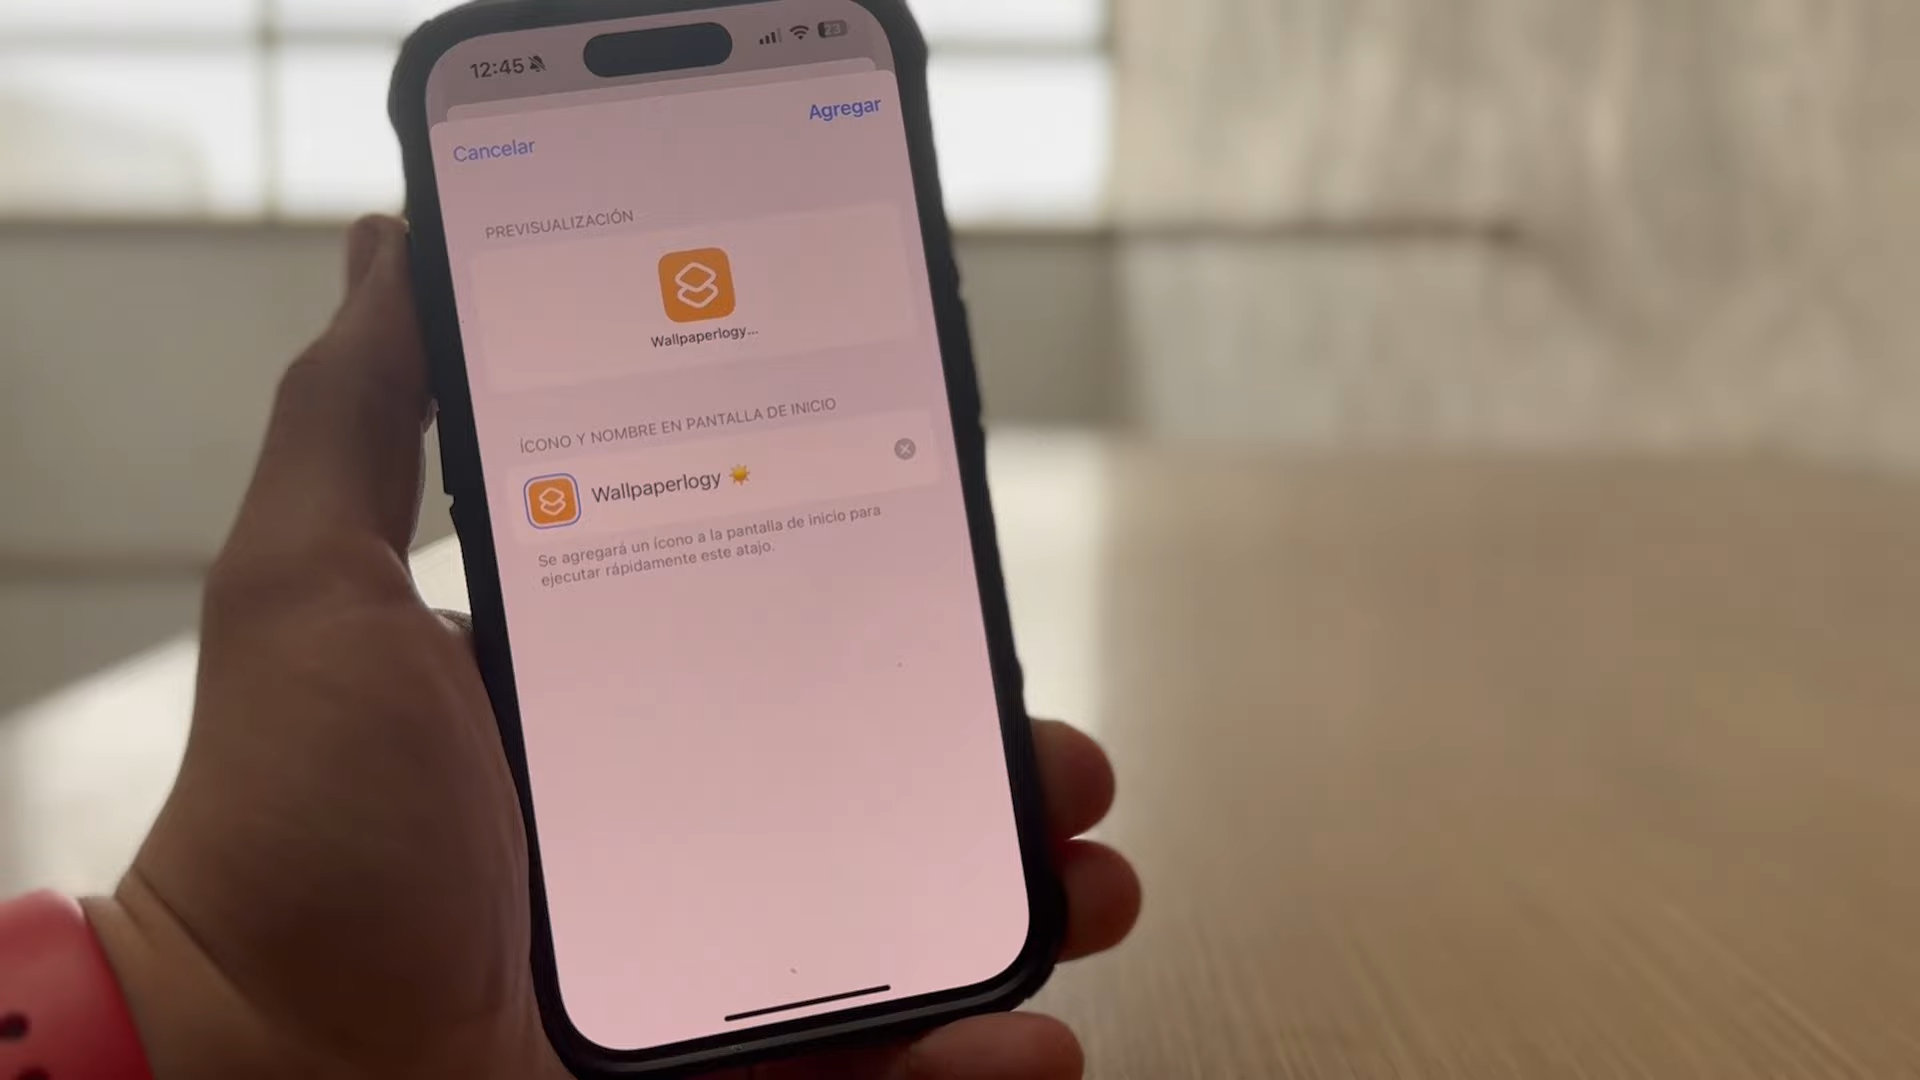 12:45
23
Agregar
Cancelar
PREVISUALIZACIÓN
Wallpaperlogy...
ÍCONO Y NOMBRE EN PANTALLA DE INICIO
Wallpaperlogy ☀️
Se agregará un ícono a la pantalla de inicio para
ejecutar rápidamente este atajo.